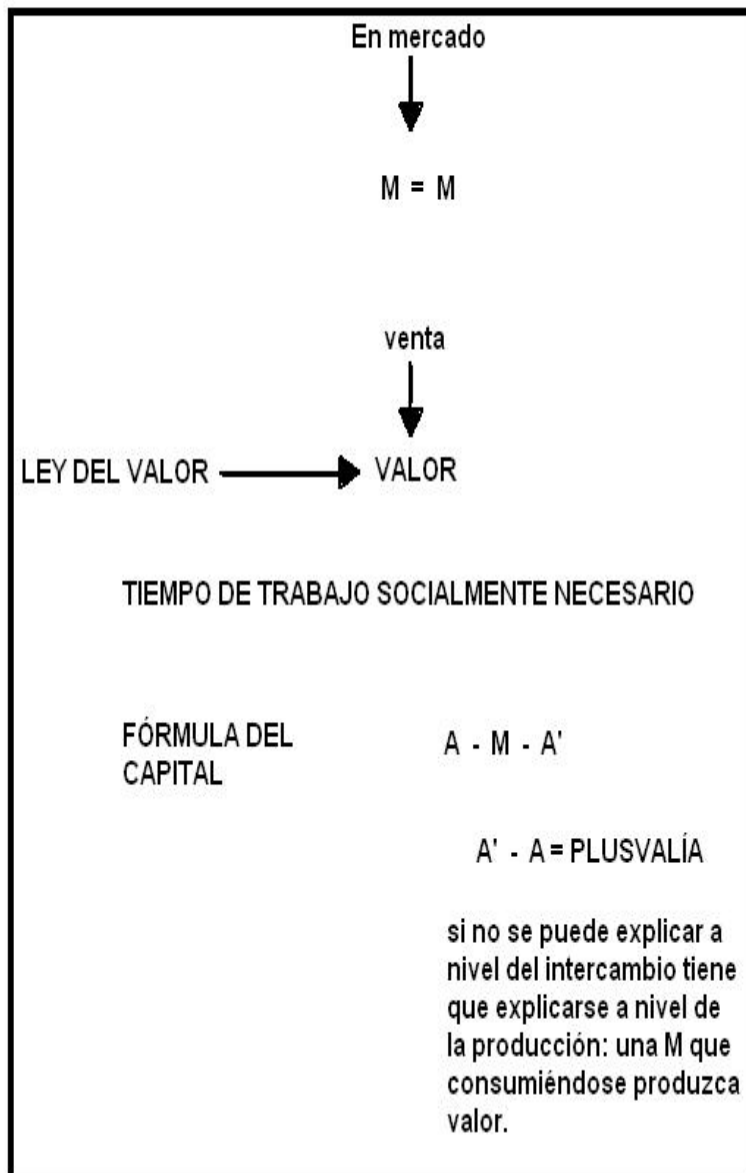 En mercado
M = M
venta
LEY DEL VALOR VALOR
TIEMPO DE TRABAJO SOCIALMENTE NECESARIO
FÓRMULA DEL
CAPITAL
A - M - A'
A' - A = PLUSVALÍA
si no se puede explicar a
nivel del intercambio tiene
que explicarse a nivel de
la producción: una M que
consumiéndose produzca
valor.